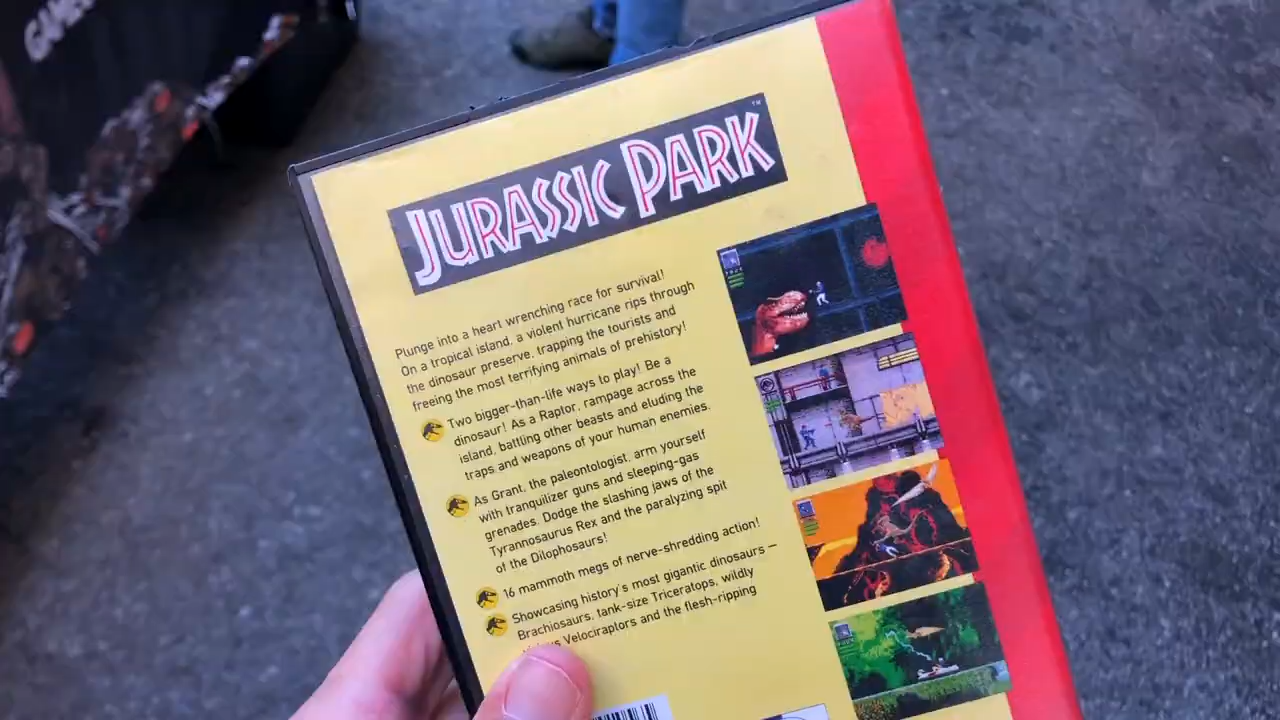 GAMES
JURASSIC PARK™
Plunge into a heart wrenching race for survival!
On a tropical island, a violent hurricane rips through
the dinosaur preserve, trapping the tourists and
freeing the most terrifying animals of prehistory!
Two bigger-than-life ways to play! Be a
dinosaur! As a Raptor, rampage across the
island, battling other beasts and eluding the
traps and weapons of your human enemies.
As Grant, the paleontologist, arm yourself
with tranquilizer guns and sleeping-gas
grenades. Dodge the slashing jaws of the
Tyrannosaurus Rex and the paralyzing spit
of the Dilophosaurs!
16 mammoth megs of nerve-shredding action!
Showcasing history's most gigantic dinosaurs –
Brachiosaurs, tank-size Triceratops, wildly
Velociraptors and the flesh-ripping